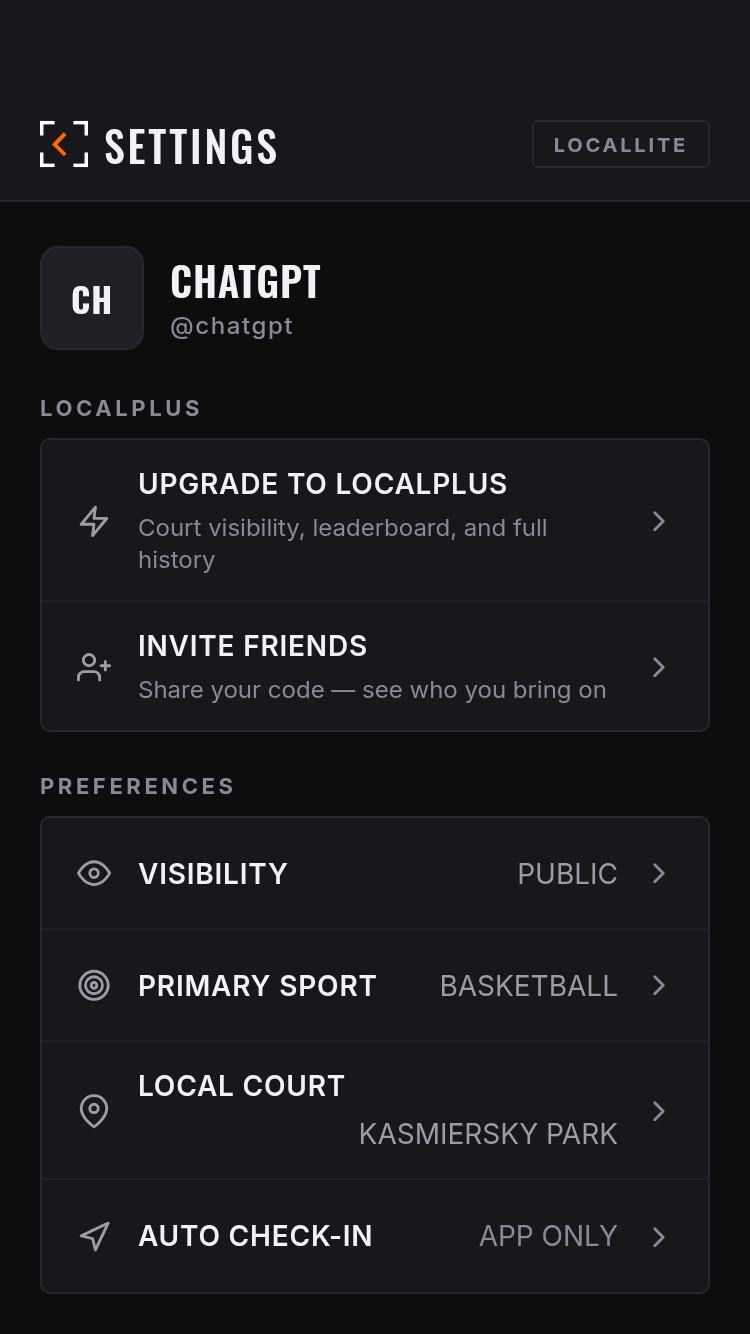 SETTINGS
LOCALLITE
CH
CHATGPT
@chatgpt
LOCALPLUS
UPGRADE TO LOCALPLUS
Court visibility, leaderboard, and full
history
INVITE FRIENDS
Share your code — see who you bring on
PREFERENCES
VISIBILITY
PUBLIC
PRIMARY SPORT
BASKETBALL
LOCAL COURT
KASMIERSKY PARK
AUTO CHECK-IN
APP ONLY